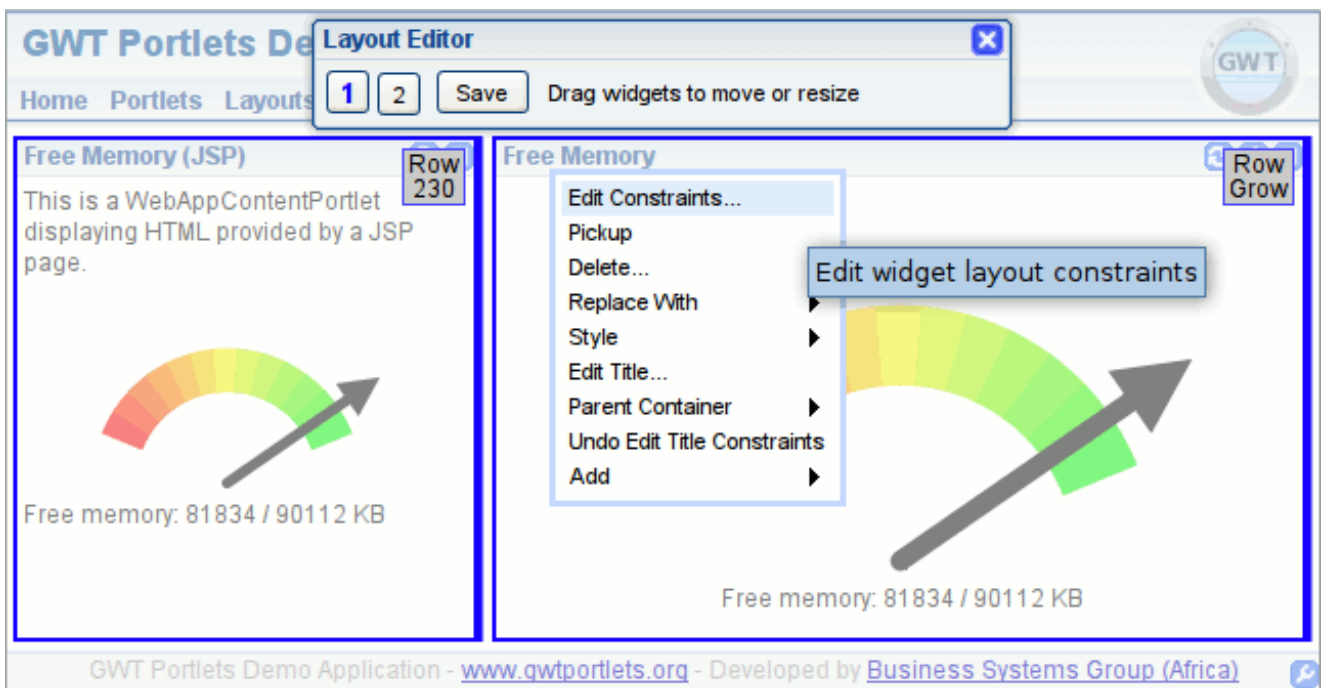 GWT Portlets De
Layout Editor
GWT
Home Portlets Layouts
1 2 Save Drag widgets to move or resize
Free Memory (JSP)
Row
230
This is a WebAppContentPortlet
displaying HTML provided by a JSP
page.
Free memory: 81834 / 90112 KB
Free Memory
Row
Grow
Edit Constraints...
Pickup
Delete...
Replace With
Style
Edit Title...
Parent Container
Undo Edit Title Constraints
Add
Edit widget layout constraints
Free memory: 81834 / 90112 KB
GWT Portlets Demo Application - www.gwtportlets.org - Developed by Business Systems Group (Africa)